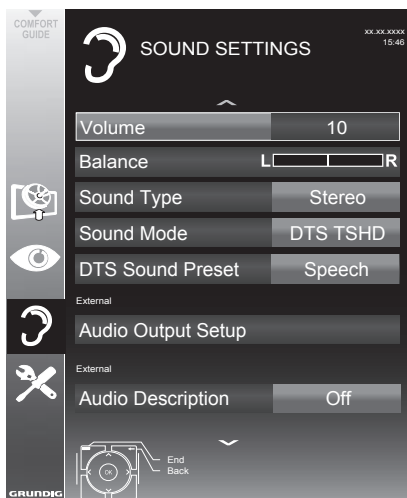 COMFORT
GUIDE
SOUND SETTINGS
xx.xx.xxxx
15:46
Volume 10
Balance L R
Sound Type Stereo
Sound Mode DTS TSHD
DTS Sound Preset Speech
External
Audio Output Setup
External
Audio Description Off
End
Back
OK
GRUNDIG